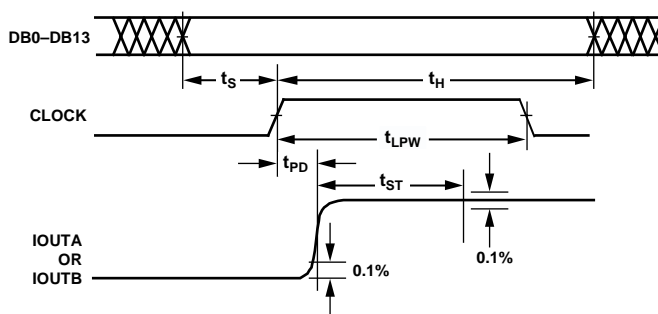 DB0–DB13
tS
tH
CLOCK
tLPW
tPD
tST
IOUTA
OR
IOUTB
0.1%
0.1%